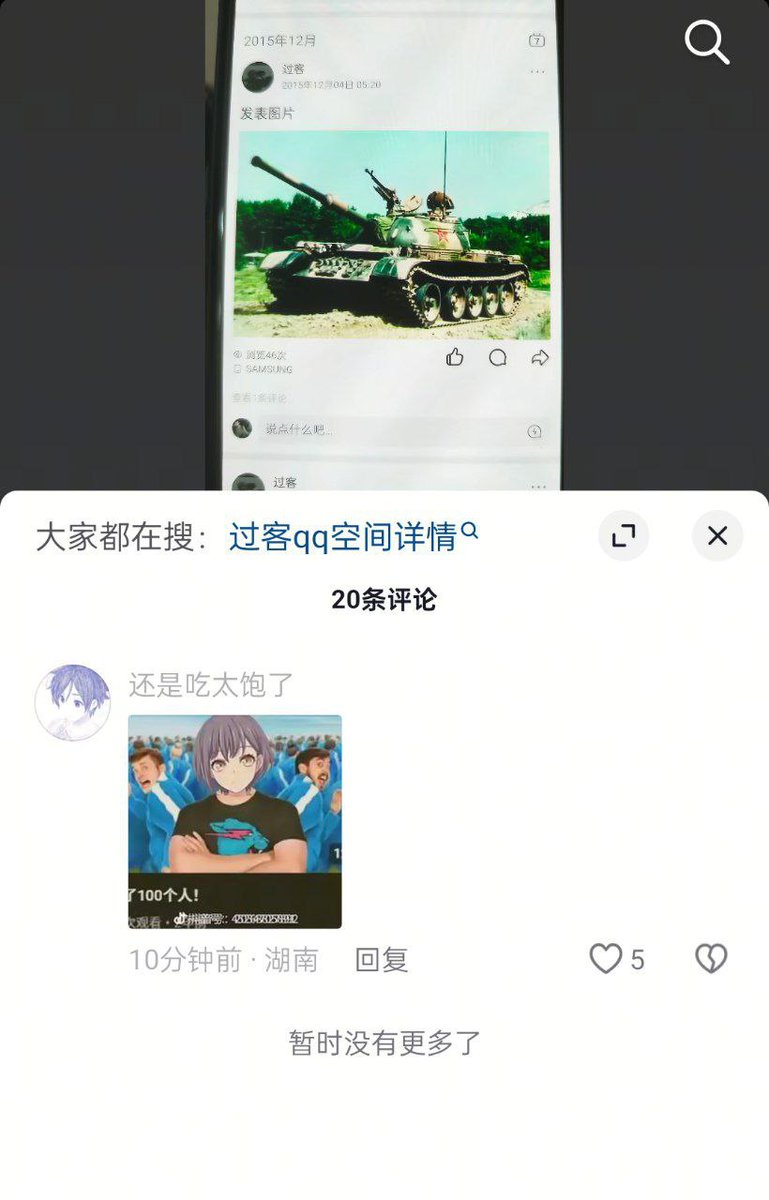 2015年12月
7
过客
2015年12月04日 05:20
发表图片
浏览46次
SAMSUNG
查看1条评论
说点什么吧...
过客
大家都在搜：过客qq空间详情
20条评论
还是吃太饱了
了100个人！
次观看
10分钟前 · 湖南 回复
5
暂时没有更多了